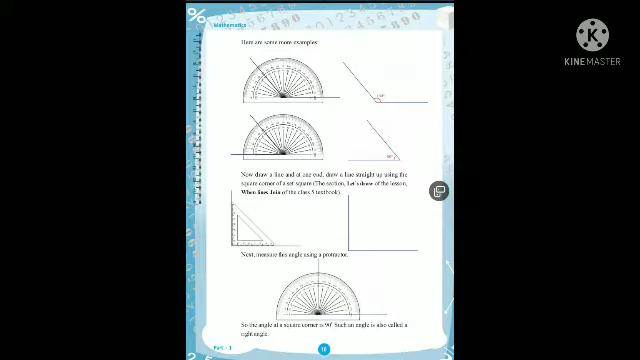 Mathematics
Here are some more examples:
Now draw a line and at one end, draw a line straight up using the
square corner of a set square (The section, Let's draw of the lesson,
When lines Join of the class 5 textbook).
Next, measure this angle using a protractor.
So the angle at a square corner is 90° Such an angle is also called a
right angle.
Part - 1
10
K
KINEMASTER